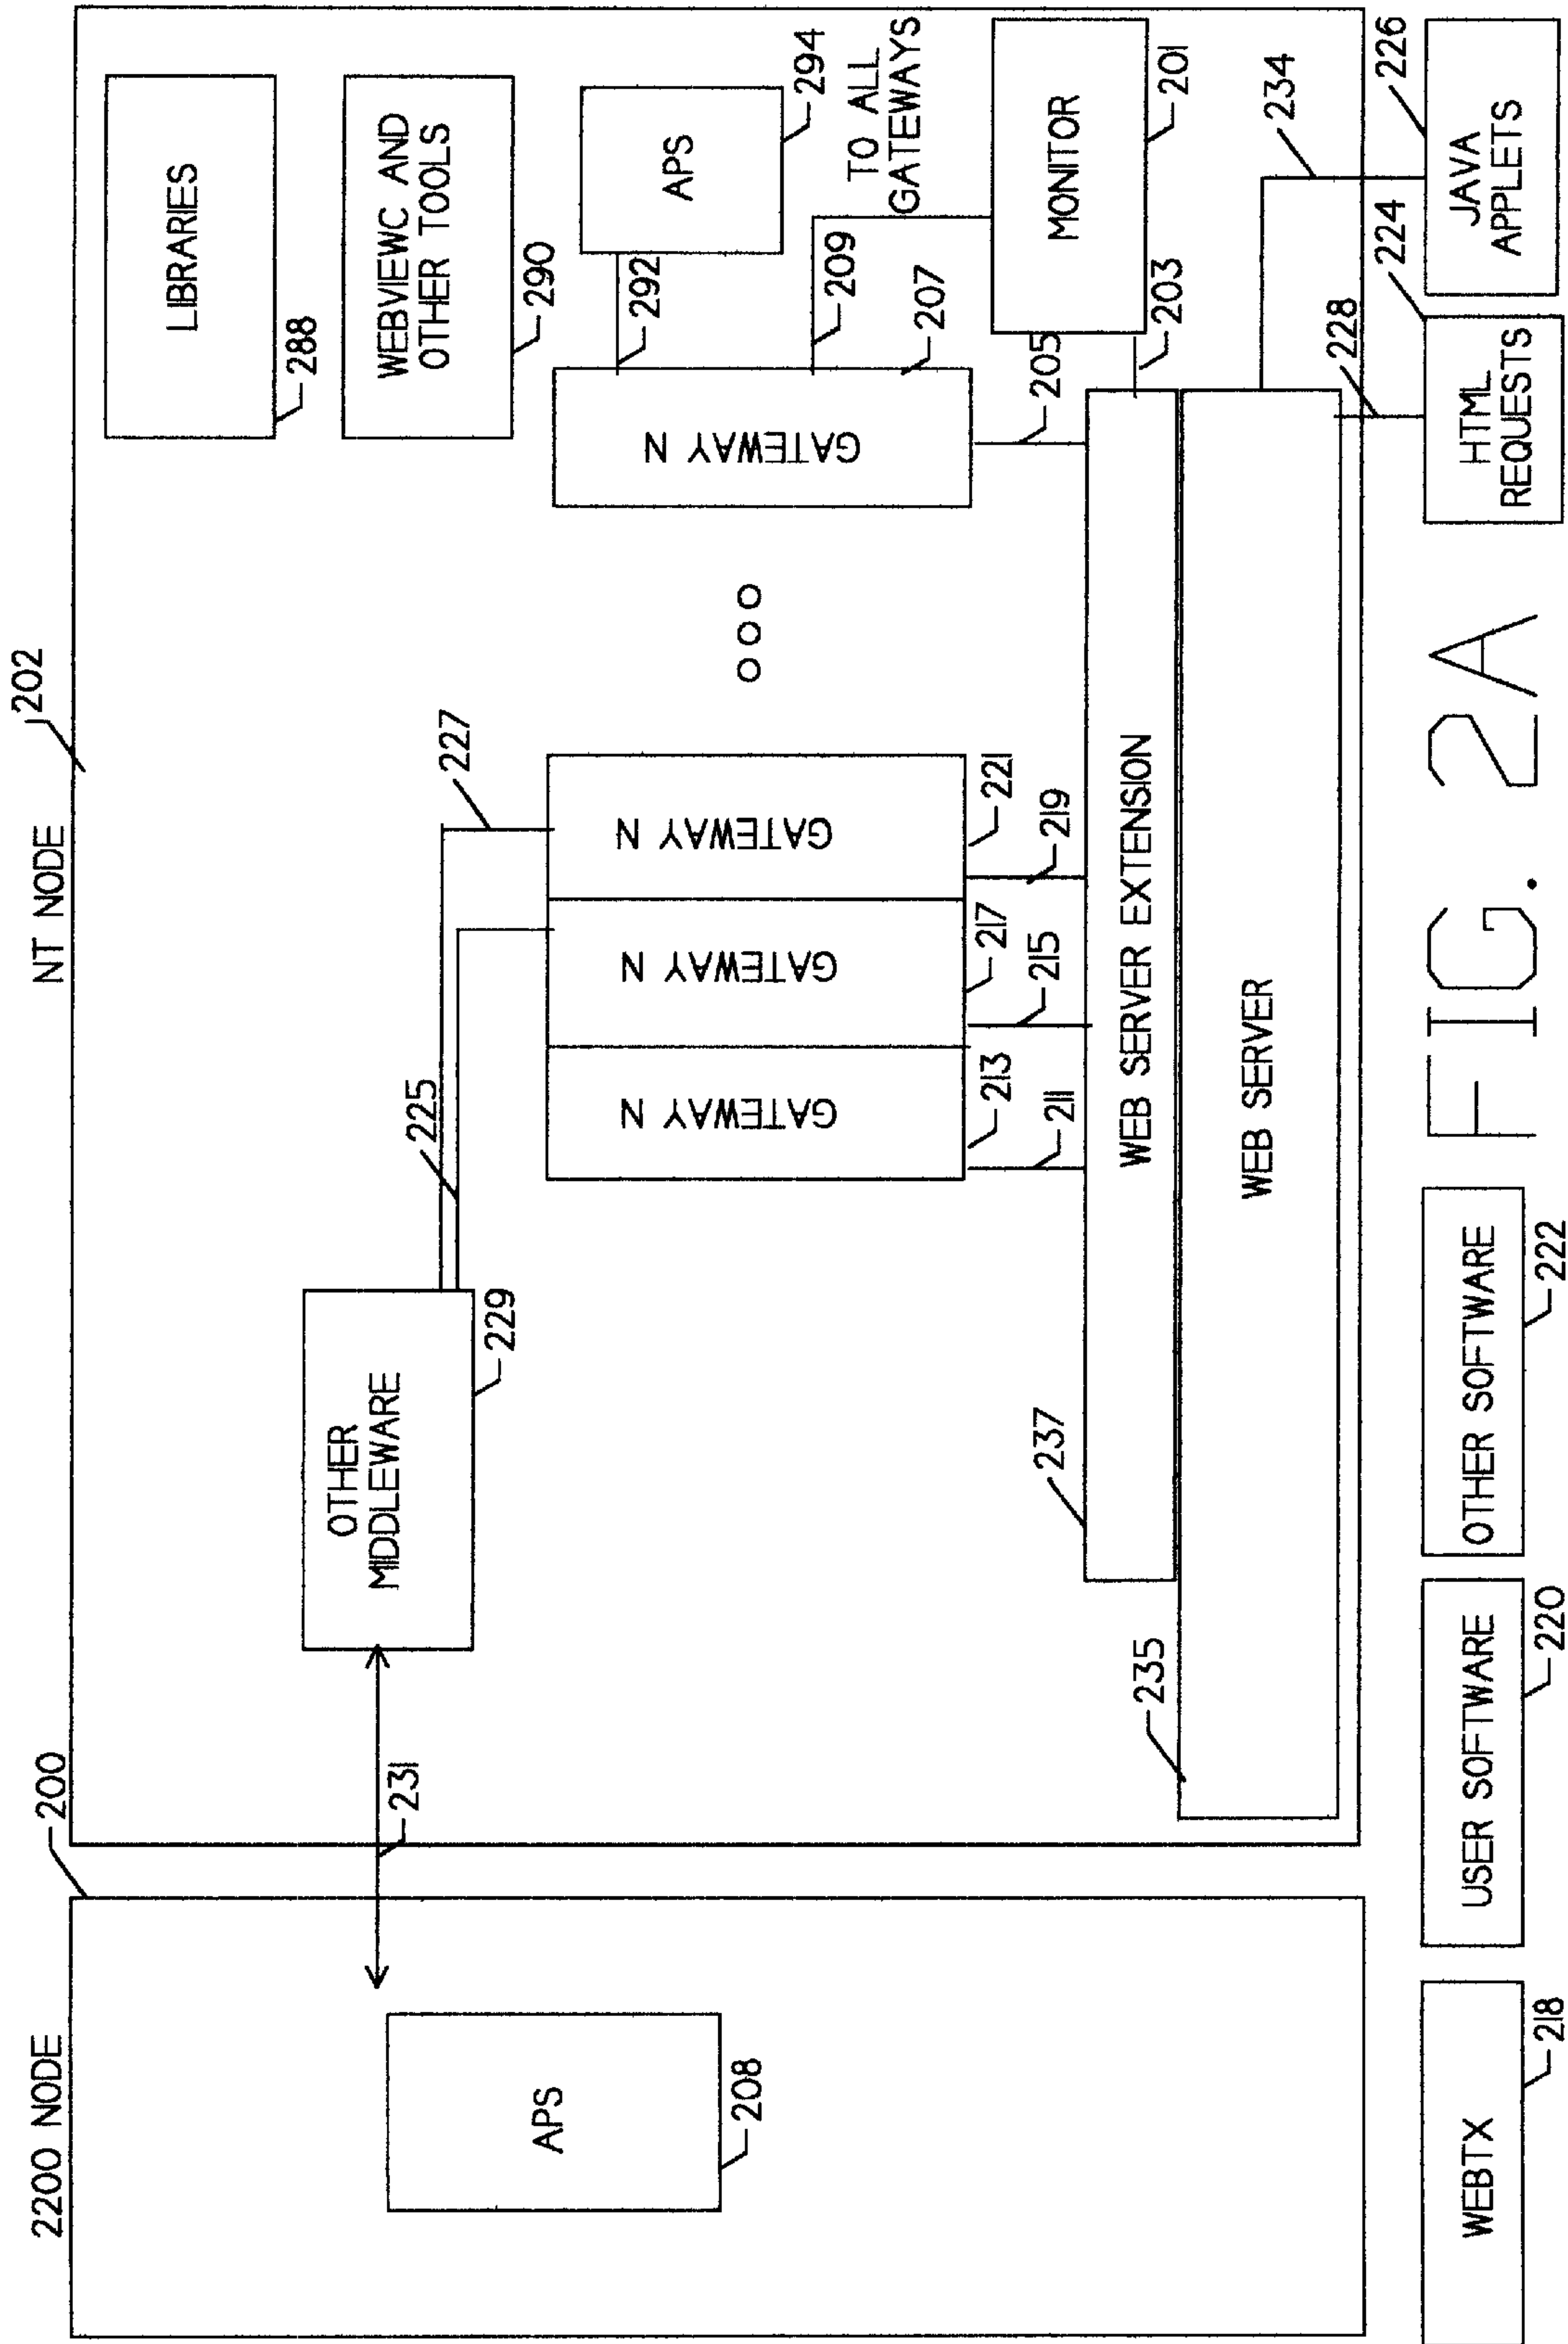 2200 NODE
200
NT NODE
202
APS
208
231
OTHER
MIDDLEWARE
229
225
227
LIBRARIES
288
WEBVIEWC AND
OTHER TOOLS
290
APS
294
292
GATEWAY N
213
GATEWAY N
217
GATEWAY N
221
GATEWAY N
207
209
TO ALL
GATEWAYS
211
215
219
205
MONITOR
201
203
237
WEB SERVER EXTENSION
235
WEB SERVER
234
228
WEBTX
218
USER SOFTWARE
220
OTHER SOFTWARE
222
HTML
REQUESTS
224
JAVA
APPLETS
226
FIG. 2A